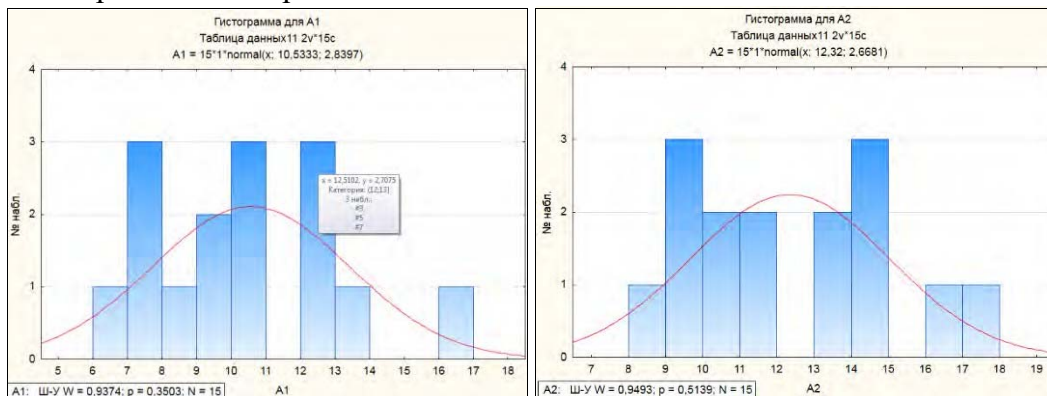 Гистограмма для A1
Таблица данных11 2v*15c
A1 = 15*1*normal(x; 10,5333; 2,8397)
4
3
2
1
0
№ набл.
x = 12,5102, y = 2,7075
Категория: (12;13]
3 набл.:
#3
#5
#7
5 6 7 8 9 10 11 12 13 14 15 16 17 18
A1
A1: Ш-У W = 0,9374; p = 0,3503; N = 15
Гистограмма для A2
Таблица данных11 2v*15c
A2 = 15*1*normal(x; 12,32; 2,6681)
4
3
2
1
0
№ набл.
7 8 9 10 11 12 13 14 15 16 17 18 19
A2
A2: Ш-У W = 0,9493; p = 0,5139; N = 15